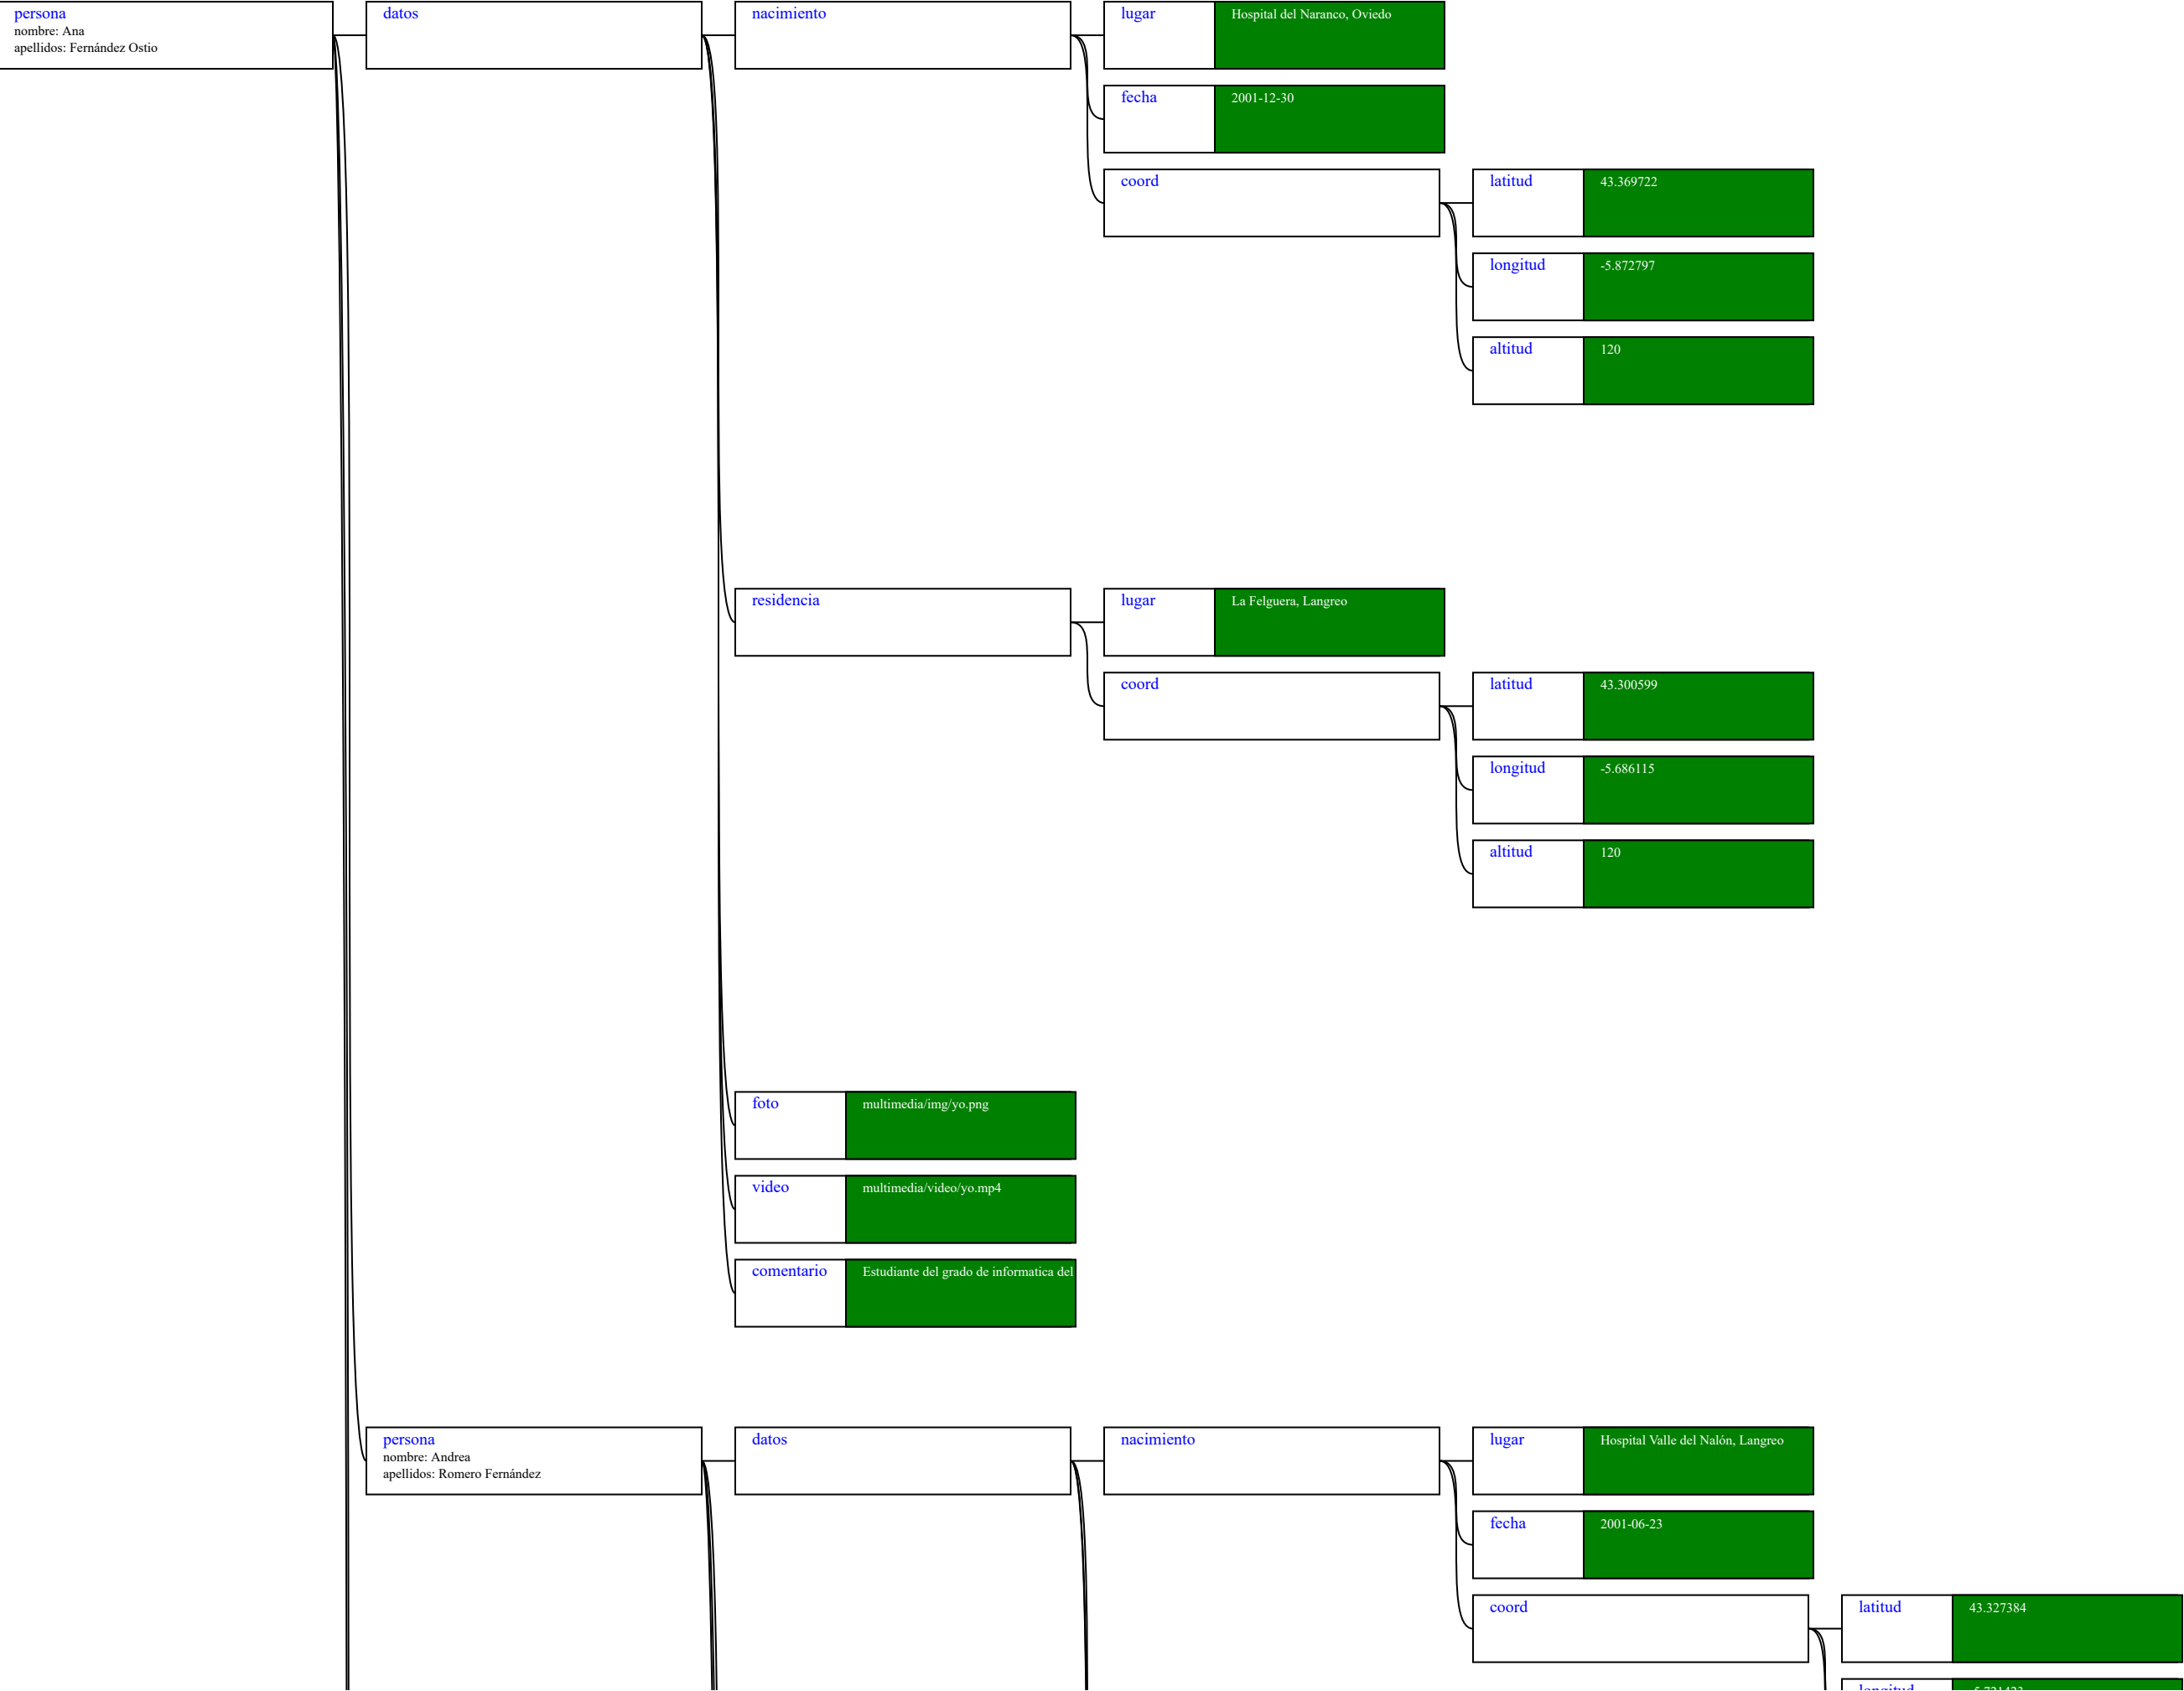 persona
nombre: Ana
apellidos: Fernández Ostio
datos
nacimiento
lugar
Hospital del Naranco, Oviedo
fecha
2001-12-30
coord
latitud
43.369722
longitud
-5.872797
altitud
120
residencia
lugar
La Felguera, Langreo
coord
latitud
43.300599
longitud
-5.686115
altitud
120
foto
multimedia/img/yo.png
video
multimedia/video/yo.mp4
comentario
Estudiante del grado de informatica del
persona
nombre: Andrea
apellidos: Romero Fernández
datos
nacimiento
lugar
Hospital Valle del Nalón, Langreo
fecha
2001-06-23
coord
latitud
43.327384
longitud